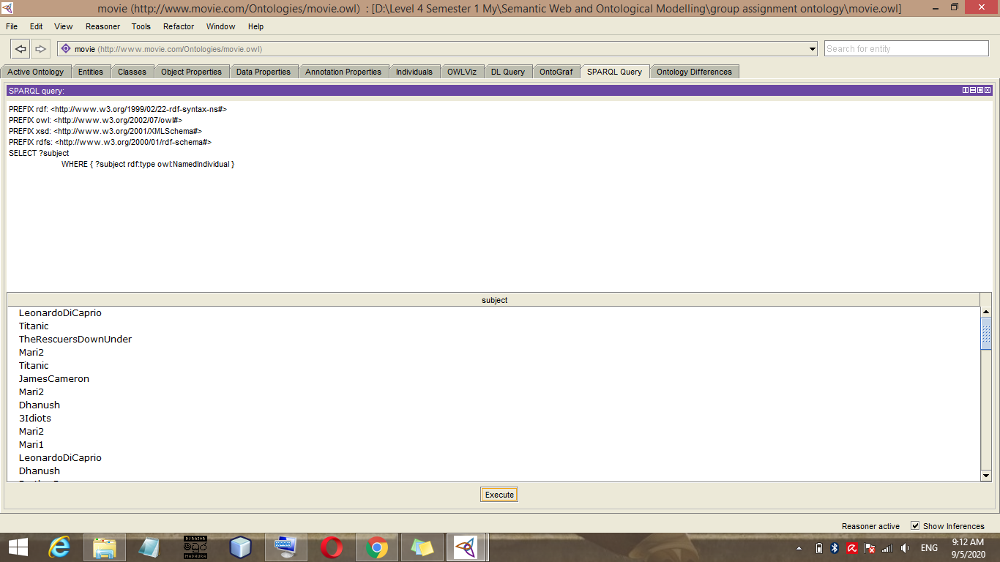 movie (http://www.movie.com/Ontologies/movie.owl) : [D:\Level 4 Semester 1 My\Semantic Web and Ontological Modelling\group assignment ontology\movie.owl]
File Edit View Reasoner Tools Refactor Window Help
movie (http://www.movie.com/Ontologies/movie.owl)
Search for entity
Active Ontology Entities Classes Object Properties Data Properties Annotation Properties Individuals OWLViz DL Query OntoGraf SPARQL Query Ontology Differences
SPARQL query:
PREFIX rdf: <http://www.w3.org/1999/02/22-rdf-syntax-ns#>
PREFIX owl: <http://www.w3.org/2002/07/owl#>
PREFIX xsd: <http://www.w3.org/2001/XMLSchema#>
PREFIX rdfs: <http://www.w3.org/2000/01/rdf-schema#>
SELECT ?subject
WHERE { ?subject rdf:type owl:NamedIndividual }
subject
LeonardoDiCaprio
Titanic
TheRescuersDownUnder
Mari2
Titanic
JamesCameron
Mari2
Dhanush
3Idiots
Mari2
Mari1
LeonardoDiCaprio
Dhanush
Execute
Reasoner active Show Inferences
DJ RAZOR
මධුර
MADHURA
ENG
9:12 AM
9/5/2020